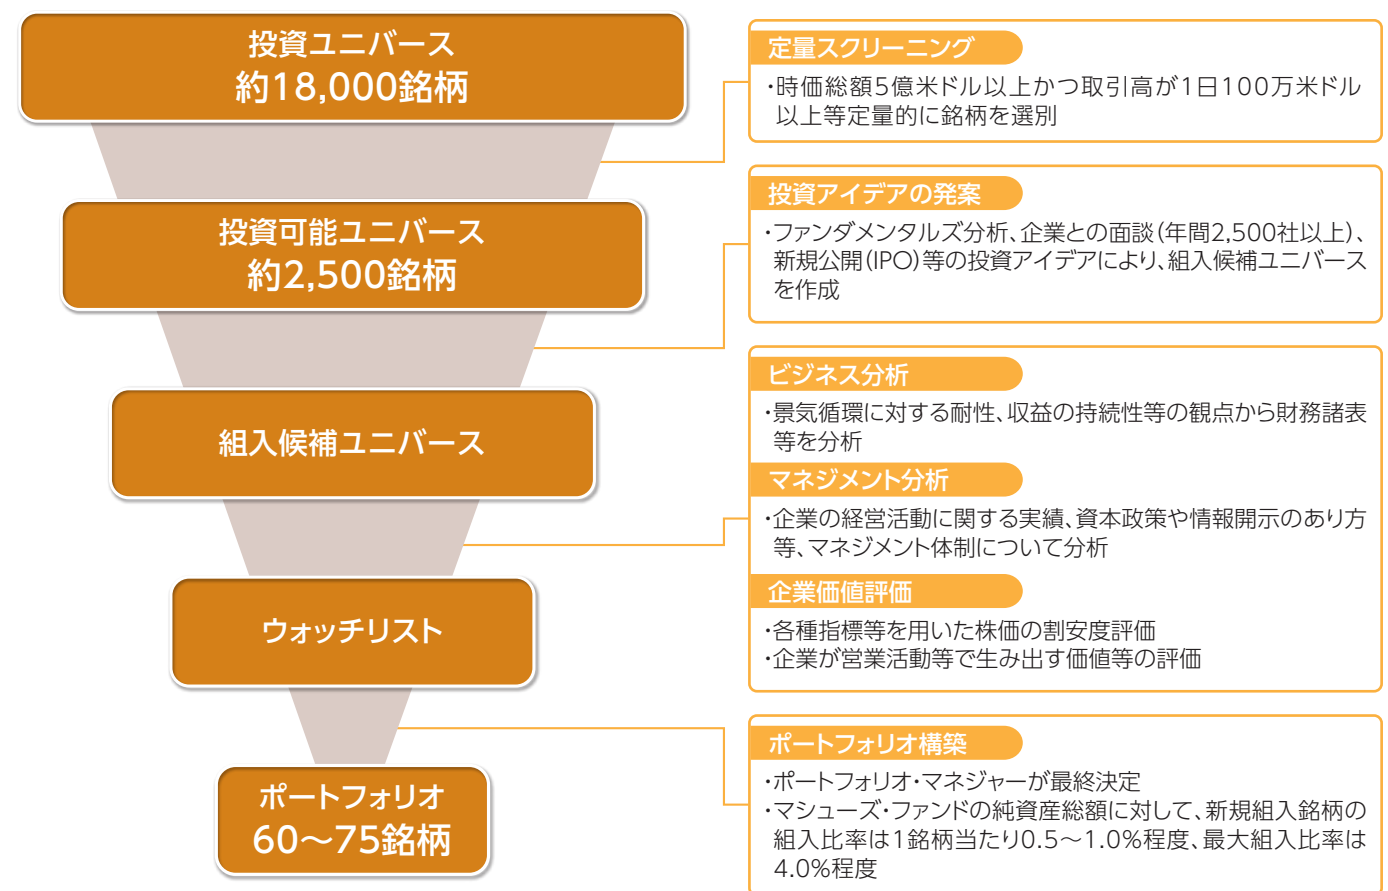 投資ユニバース
約18,000銘柄
定量スクリーニング
・時価総額5億米ドル以上かつ取引高が1日100万米ドル
以上等定量的に銘柄を選別
投資可能ユニバース
約2,500銘柄
投資アイデアの発案
・ファンダメンタルズ分析、企業との面談(年間2,500社以上)、
新規公開(IPO)等の投資アイデアにより、組入候補ユニバース
を作成
組入候補ユニバース
ビジネス分析
・景気循環に対する耐性、収益の持続性等の観点から財務諸表
等を分析
マネジメント分析
・企業の経営活動に関する実績、資本政策や情報開示のあり方
等、マネジメント体制について分析
企業価値評価
・各種指標等を用いた株価の割安度評価
・企業が営業活動等で生み出す価値等の評価
ウォッチリスト
ポートフォリオ構築
・ポートフォリオ・マネジャーが最終決定
・マシューズ・ファンドの純資産総額に対して、新規組入銘柄の
組入比率は1銘柄当たり0.5〜1.0%程度、最大組入比率は
4.0%程度
ポートフォリオ
60〜75銘柄